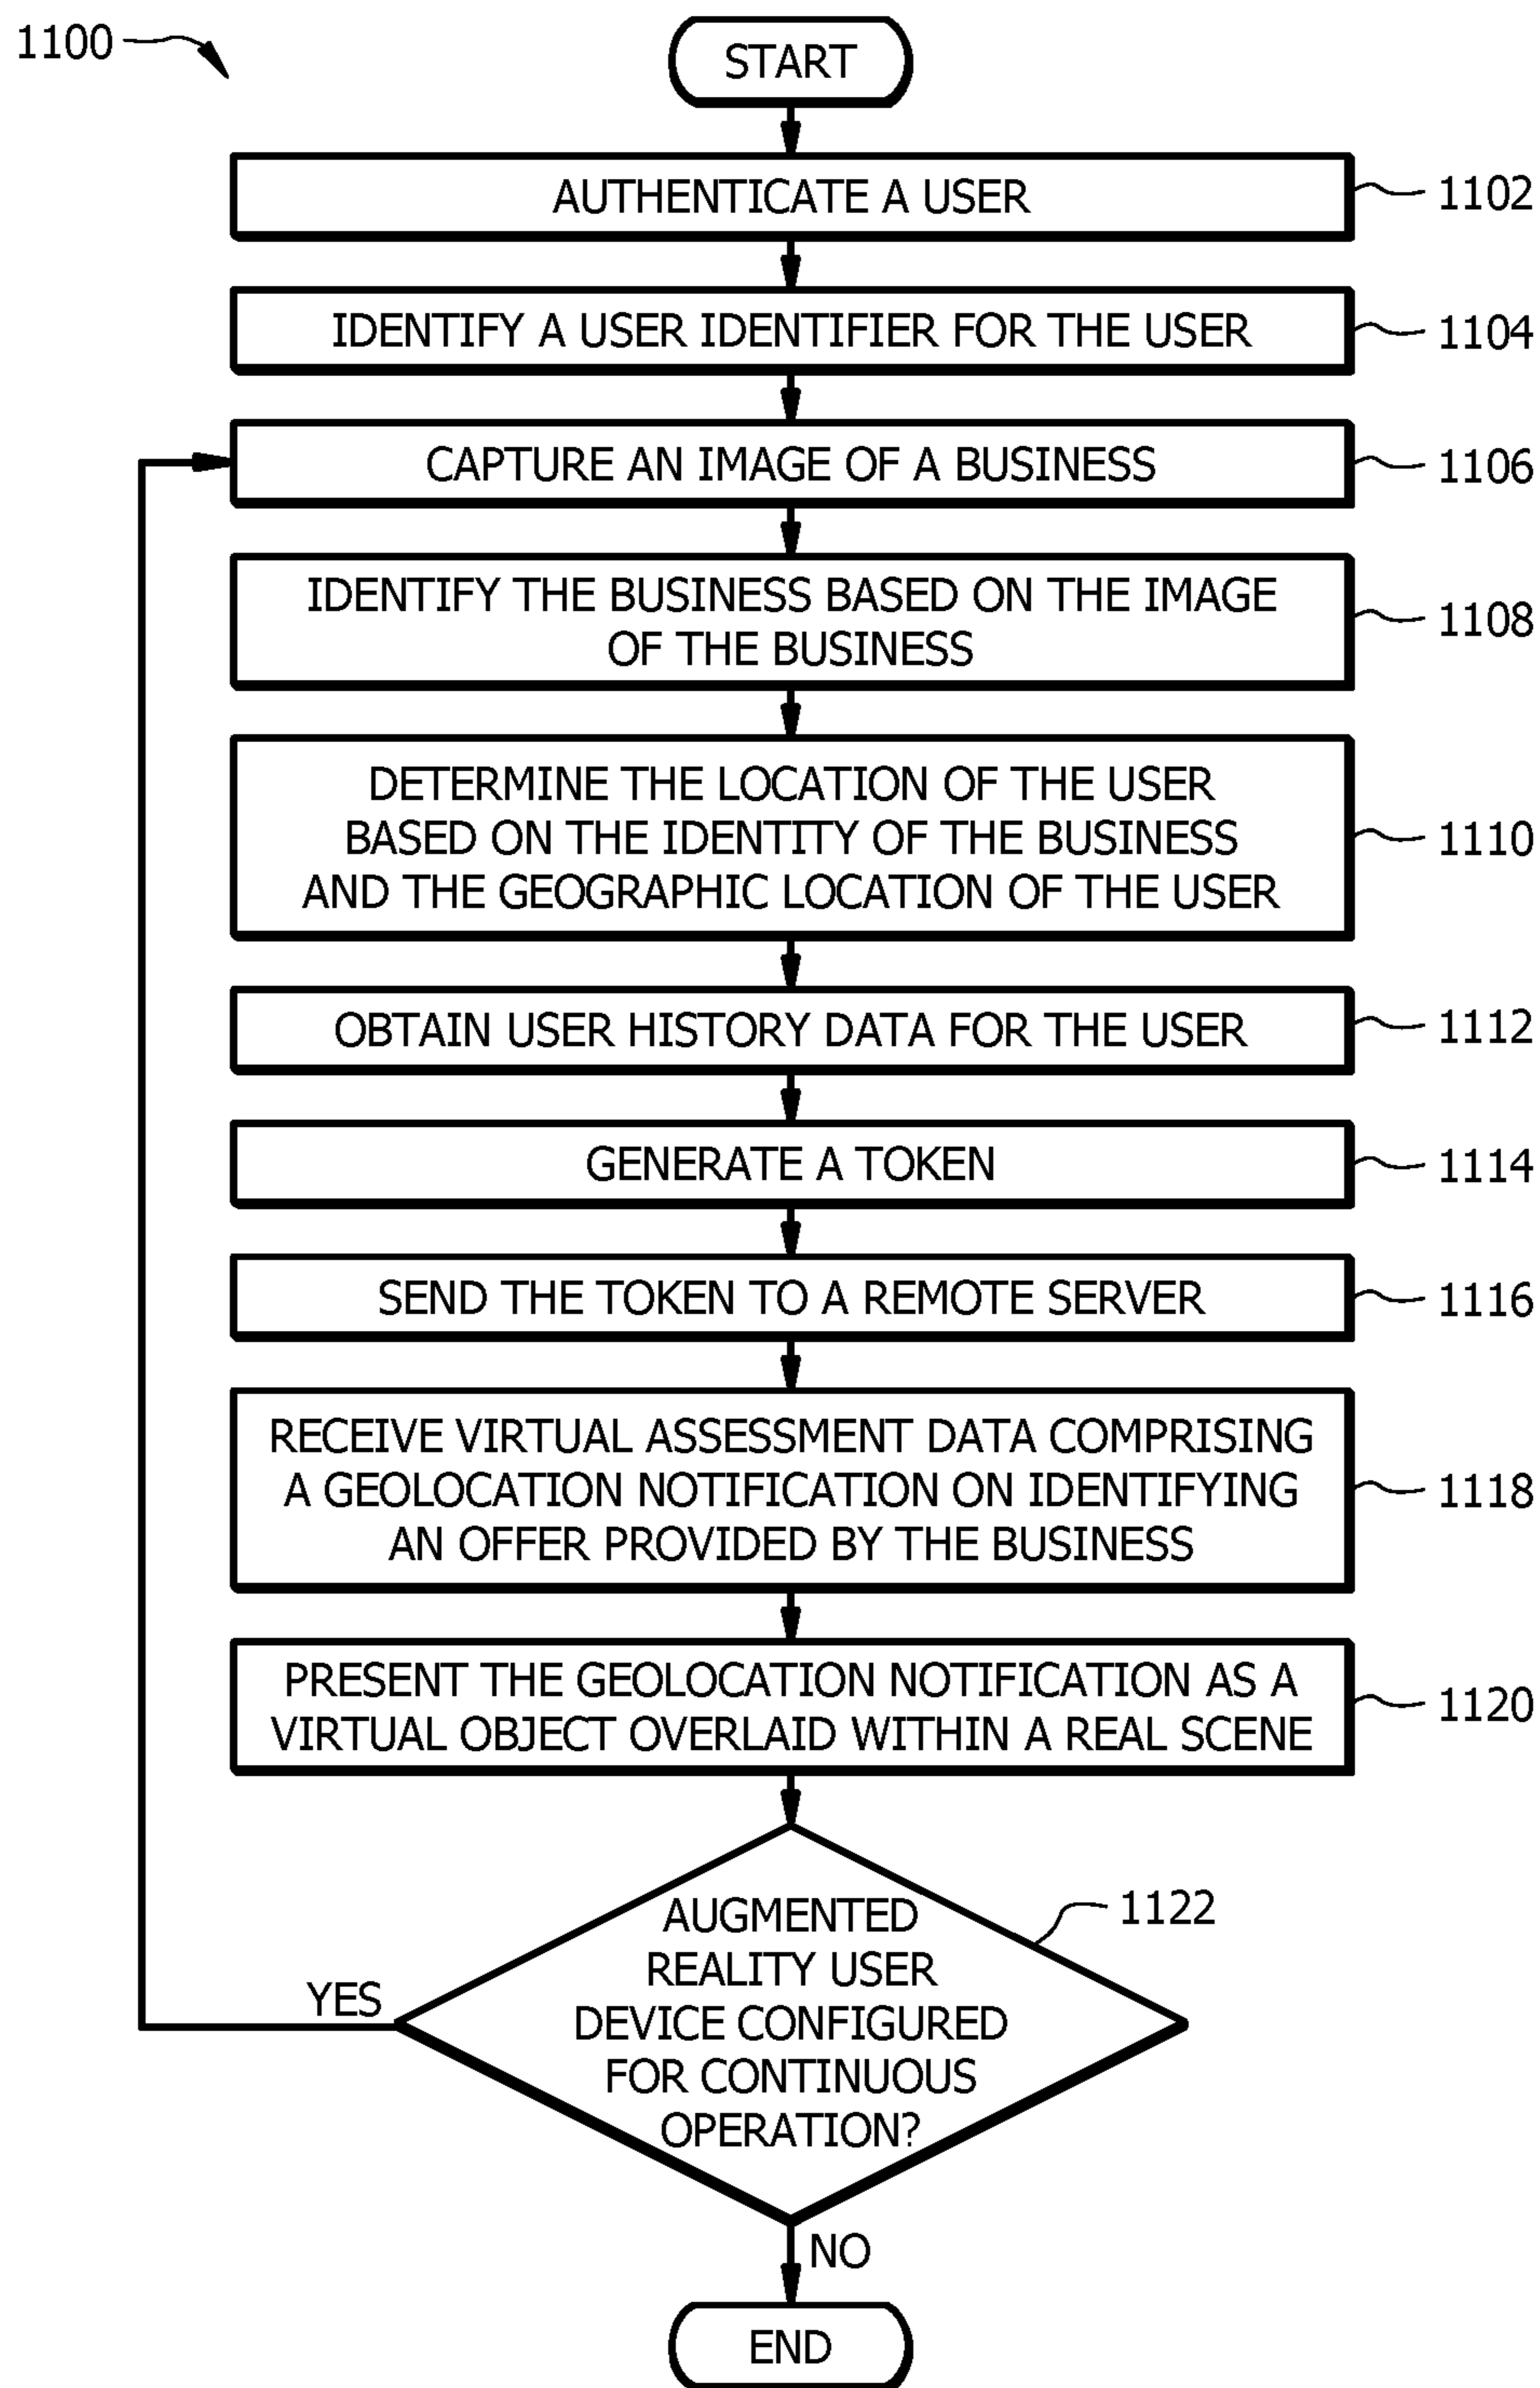 1100
START
AUTHENTICATE A USER
1102
IDENTIFY A USER IDENTIFIER FOR THE USER
1104
CAPTURE AN IMAGE OF A BUSINESS
1106
IDENTIFY THE BUSINESS BASED ON THE IMAGE
OF THE BUSINESS
1108
DETERMINE THE LOCATION OF THE USER
BASED ON THE IDENTITY OF THE BUSINESS
AND THE GEOGRAPHIC LOCATION OF THE USER
1110
OBTAIN USER HISTORY DATA FOR THE USER
1112
GENERATE A TOKEN
1114
SEND THE TOKEN TO A REMOTE SERVER
1116
RECEIVE VIRTUAL ASSESSMENT DATA COMPRISING
A GEOLOCATION NOTIFICATION ON IDENTIFYING
AN OFFER PROVIDED BY THE BUSINESS
1118
PRESENT THE GEOLOCATION NOTIFICATION AS A
VIRTUAL OBJECT OVERLAID WITHIN A REAL SCENE
1120
AUGMENTED
REALITY USER
DEVICE CONFIGURED
FOR CONTINUOUS
OPERATION?
1122
YES
NO
END